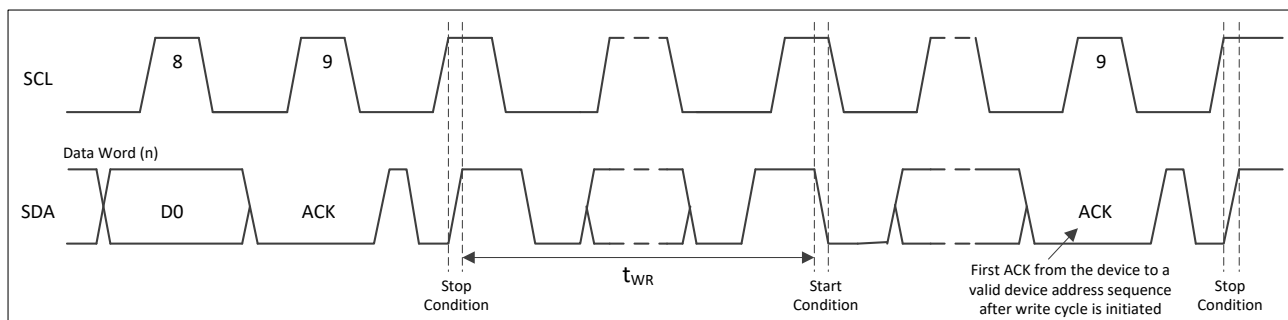 SCL
8
9
9
Data Word (n)
SDA
D0
ACK
ACK
tWR
Stop
Condition
Start
Condition
First ACK from the device to a
valid device address sequence
after write cycle is initiated
Stop
Condition